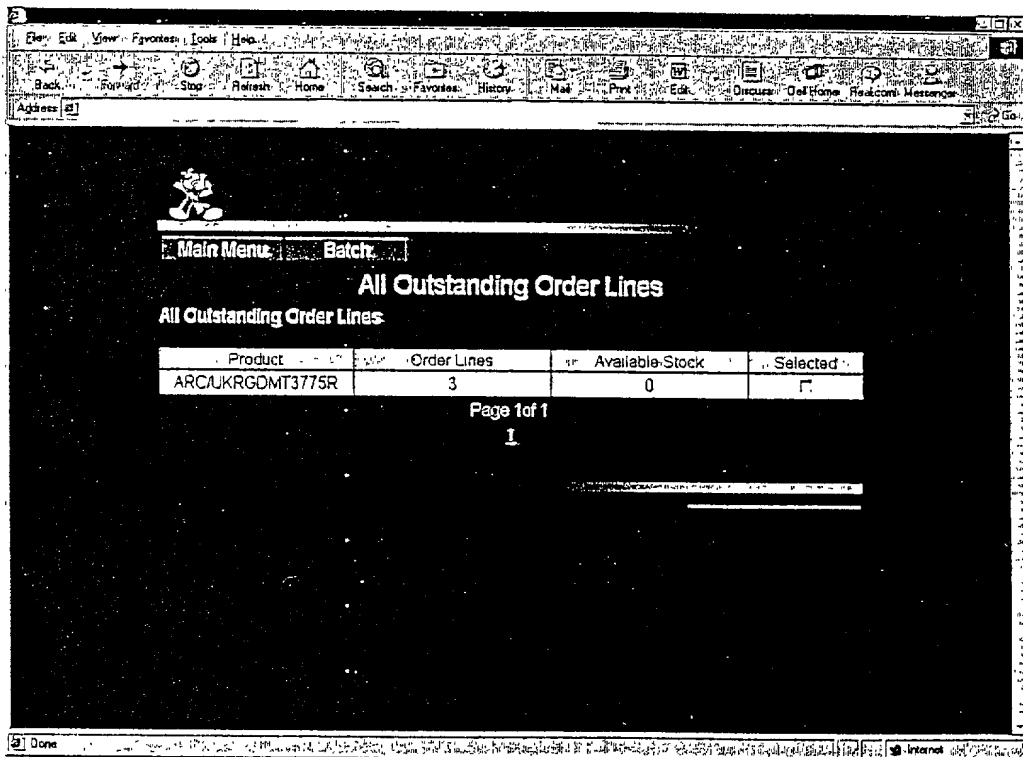 File Edit View Favorites Tools Help
Back Forward Stop Refresh Home Search Favorites History Mail Print Edit Discuss Dell Home Realcom Messenger
Address Go
Main Menu Batch
All Outstanding Order Lines
All Outstanding Order Lines
Product Order Lines Available Stock Selected
ARC/UKRGDMT3775R 3 0
Page 1of 1
1
Done Internet